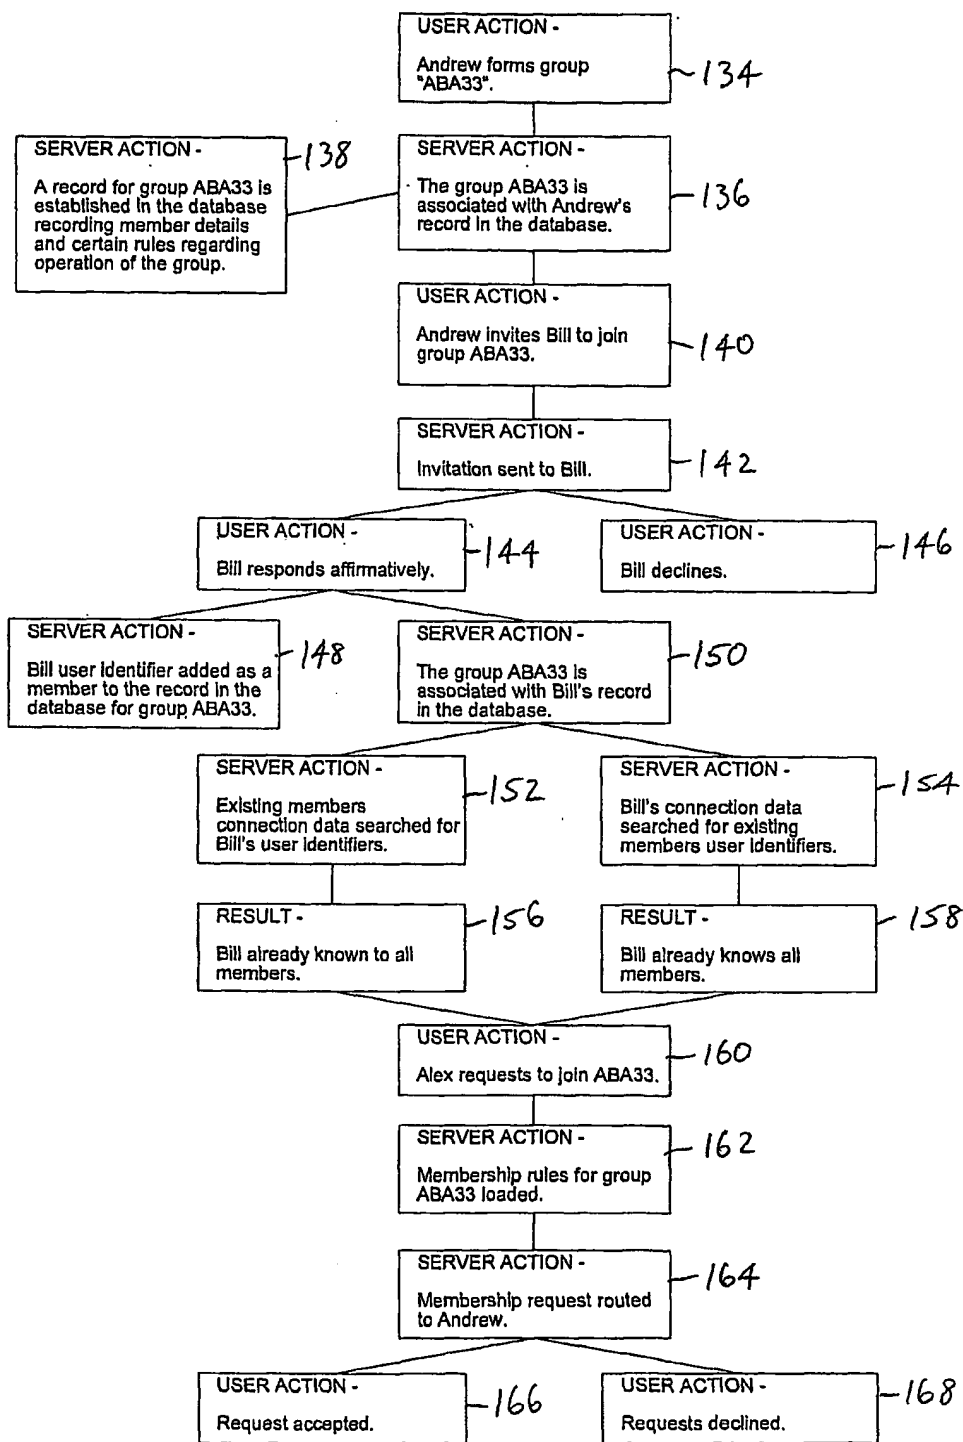 USER ACTION -
Andrew forms group
"ABA33".
134
SERVER ACTION -
A record for group ABA33 is
established in the database
recording member details
and certain rules regarding
operation of the group.
138
SERVER ACTION -
The group ABA33 is
associated with Andrew's
record in the database.
136
USER ACTION -
Andrew invites Bill to join
group ABA33.
140
SERVER ACTION -
Invitation sent to Bill.
142
USER ACTION -
Bill responds affirmatively.
144
USER ACTION -
Bill declines.
146
SERVER ACTION -
Bill user identifier added as a
member to the record in the
database for group ABA33.
148
SERVER ACTION -
The group ABA33 is
associated with Bill's record
in the database.
150
SERVER ACTION -
Existing members
connection data searched for
Bill's user identifiers.
152
SERVER ACTION -
Bill's connection data
searched for existing
members user identifiers.
154
RESULT -
Bill already known to all
members.
156
RESULT -
Bill already knows all
members.
158
USER ACTION -
Alex requests to join ABA33.
160
SERVER ACTION -
Membership rules for group
ABA33 loaded.
162
SERVER ACTION -
Membership request routed
to Andrew.
164
USER ACTION -
Request accepted.
166
USER ACTION -
Requests declined.
168